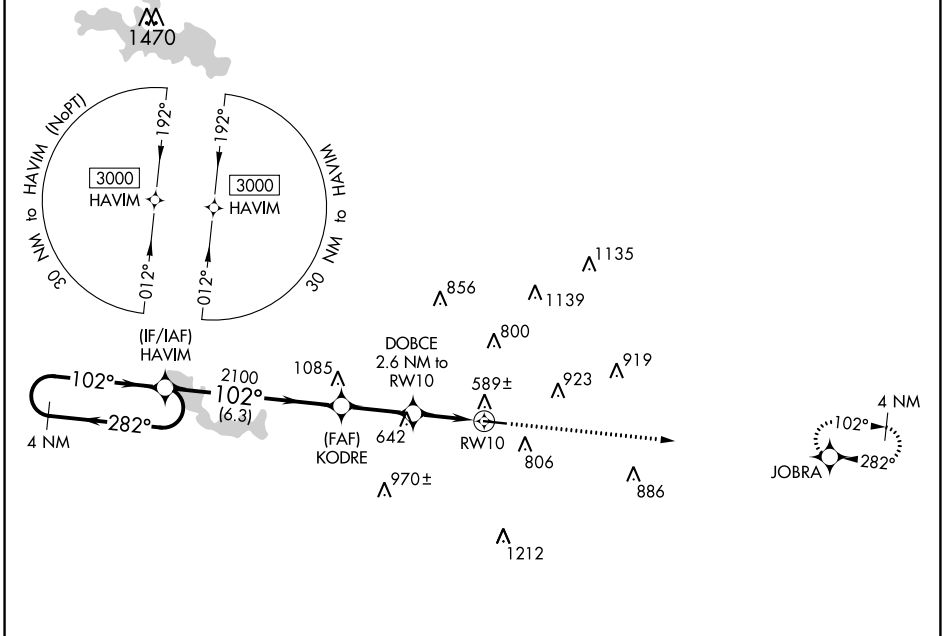 1470
30 NM to HAVIM (NoPT)
192°
3000
HAVIM
012°
192°
3000
HAVIM
012°
30 NM to HAVIM
1135
856
1139
800
(IF/IAF)
HAVIM
DOBCE
2.6 NM to
RW10
1085
919
589±
923
2100
102°
102°
(6.3)
4 NM
102°
282°
4 NM
(FAF)
KODRE
642
RW10
806
JOBRA
282°
970±
886
1212